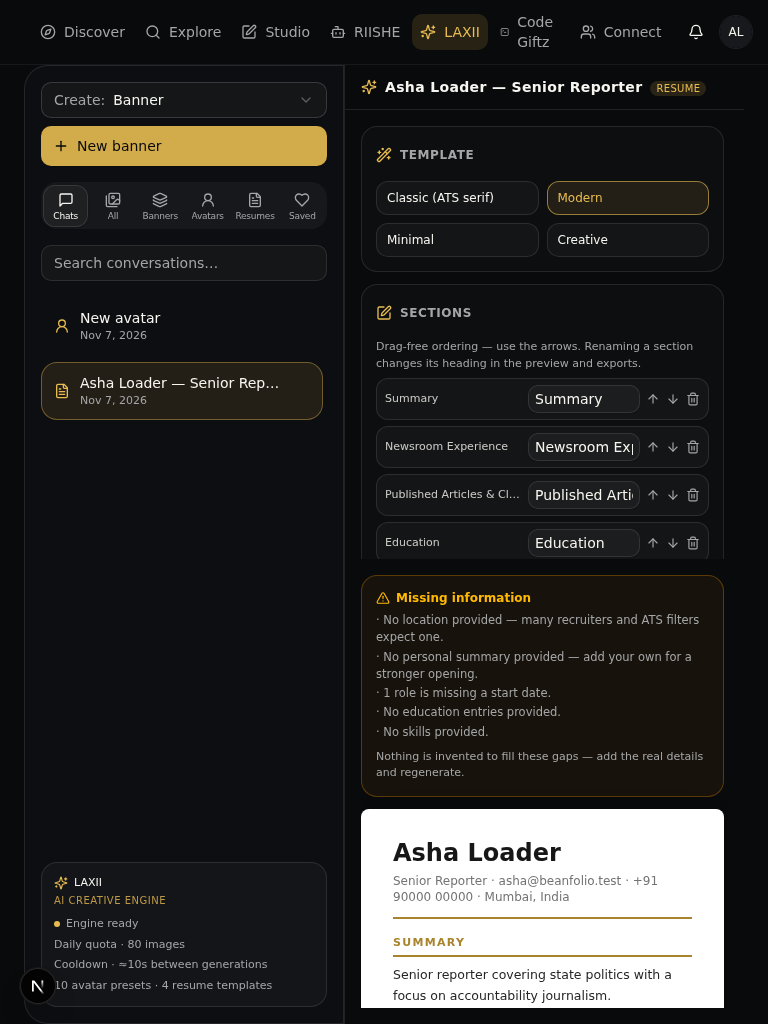 Discover
Explore
Studio
RIISHE
LAXII
Code
Giftz
Connect
AL
Create: Banner
New banner
Chats
All
Banners
Avatars
Resumes
Saved
Search conversations...
New avatar
Nov 7, 2026
Asha Loader — Senior Rep...
Nov 7, 2026
LAXII
AI CREATIVE ENGINE
Engine ready
Daily quota · 80 images
Cooldown · ≈10s between generations
10 avatar presets · 4 resume templates
N
Asha Loader — Senior Reporter RESUME
TEMPLATE
Classic (ATS serif)
Modern
Minimal
Creative
SECTIONS
Drag-free ordering — use the arrows. Renaming a section
changes its heading in the preview and exports.
Summary Summary
Newsroom Experience Newsroom Exp
Published Articles & Cl... Published Arti
Education Education
Missing information
· No location provided — many recruiters and ATS filters
expect one.
· No personal summary provided — add your own for a
stronger opening.
· 1 role is missing a start date.
· No education entries provided.
· No skills provided.
Nothing is invented to fill these gaps — add the real details
and regenerate.
Asha Loader
Senior Reporter · asha@beanfolio.test · +91
90000 00000 · Mumbai, India
SUMMARY
Senior reporter covering state politics with a
focus on accountability journalism.